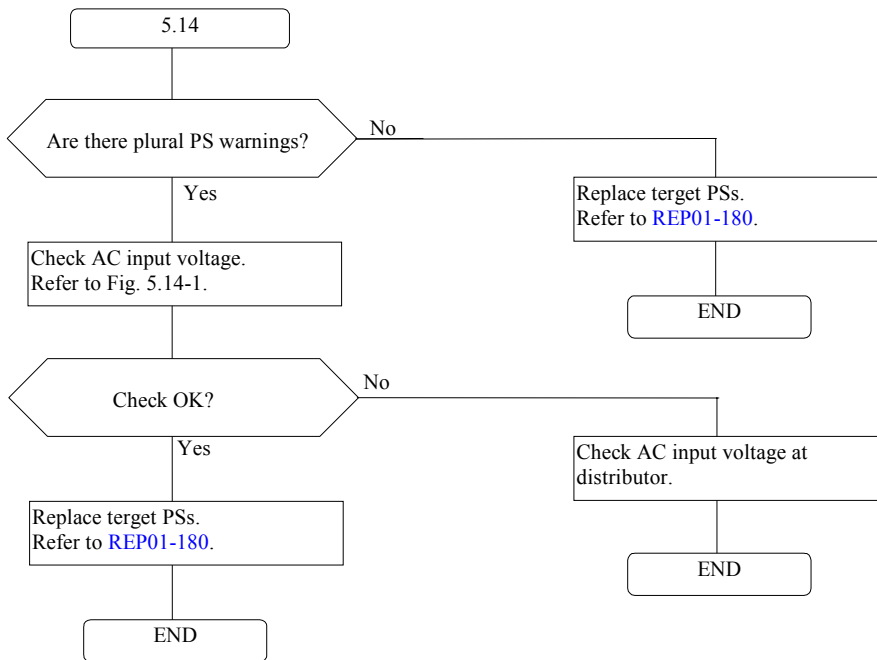 5.14
Are there plural PS warnings?
No
Yes
Replace terget PSs.
Refer to REP01-180.
END
Check AC input voltage.
Refer to Fig. 5.14-1.
Check OK?
No
Yes
Check AC input voltage at
distributor.
END
Replace terget PSs.
Refer to REP01-180.
END